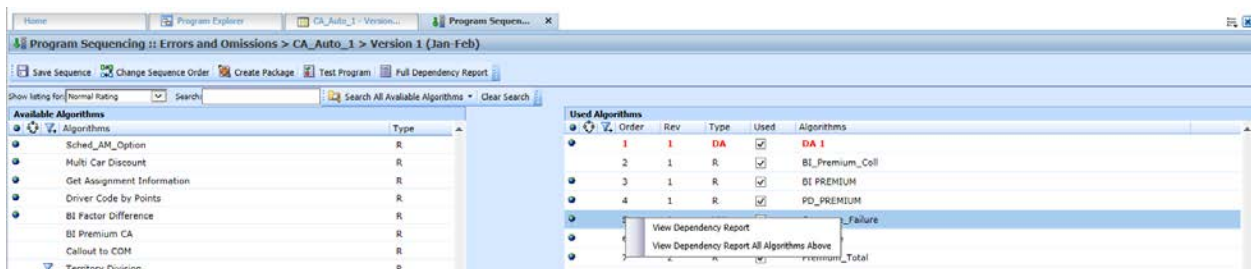 Home
Program Explorer
CA_Auto_1 - Version...
Program Sequen... X
Program Sequencing :: Errors and Omissions > CA_Auto_1 > Version 1 (Jan-Feb)
Save Sequence Change Sequence Order Create Package Test Program Full Dependency Report
Show listing for: Normal Rating Search: Search All Avaliable Algorithms Clear Search
Available Algorithms
Algorithms Type
Sched_AM_Option R
Multi Car Discount R
Get Assignment Information R
Driver Code by Points R
BI Factor Difference R
BI Premium CA R
Callout to COM R
Territory Division R
Used Algorithms
Order Rev Type Used Algorithms
1 1 DA DA 1
2 1 R BI_Premium_Coll
3 1 R BI PREMIUM
4 1 R PD_PREMIUM
_Failure
View Dependency Report
View Dependency Report All Algorithms Above
7 2 R Premium_Total